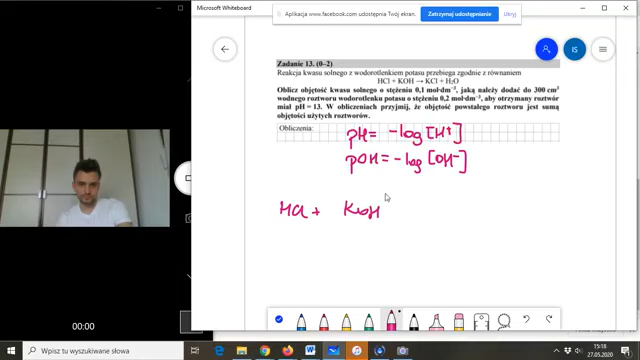 Microsoft Whiteboard
Aplikacja www.zoom.com udostępnia Twój ekran.
Zatrzymaj udostępnianie
Ukryj
IS
Zadanie 13. (0–2)
Reakcja kwasu solnego z wodorotlenkiem potasu przebiega zgodnie z równaniem
HCl + KOH → KCl + H₂O
Oblicz objętość kwasu solnego o stężeniu 0,1 mol·dm⁻³, jaką należy dodać do 300 cm³
wodnego roztworu wodorotlenku potasu o stężeniu 0,2 mol·dm⁻³, aby otrzymany roztwór
miał pH = 13. W obliczeniach przyjmij, że objętość powstałego roztworu jest sumą
objętości użytych roztworów.
Obliczenia:
pH = -log [H⁺]
pOH = -log [OH⁻]
HCl + KOH
00:00
Wpisz tu wyszukiwane słowa
15:18
27.05.2020